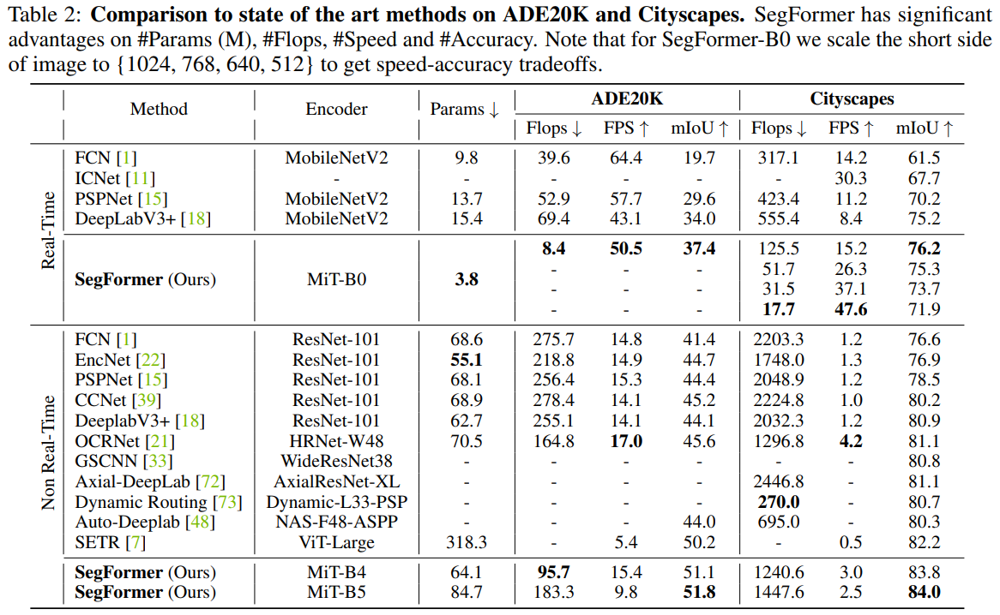 Table 2: Comparison to state of the art methods on ADE20K and Cityscapes. SegFormer has significant
advantages on #Params (M), #Flops, #Speed and #Accuracy. Note that for SegFormer-B0 we scale the short side
of image to {1024, 768, 640, 512} to get speed-accuracy tradeoffs.
Method Encoder Params ↓ ADE20K Cityscapes
Flops ↓ FPS ↑ mIoU ↑ Flops ↓ FPS ↑ mIoU ↑
Real-Time
FCN [1] MobileNetV2 9.8 39.6 64.4 19.7 317.1 14.2 61.5
ICNet [11] - - - - - - 30.3 67.7
PSPNet [15] MobileNetV2 13.7 52.9 57.7 29.6 423.4 11.2 70.2
DeepLabV3+ [18] MobileNetV2 15.4 69.4 43.1 34.0 555.4 8.4 75.2
SegFormer (Ours) MiT-B0 3.8 8.4 50.5 37.4 125.5 15.2 76.2
- - - 51.7 26.3 75.3
- - - 31.5 37.1 73.7
- - - 17.7 47.6 71.9
Non Real-Time
FCN [1] ResNet-101 68.6 275.7 14.8 41.4 2203.3 1.2 76.6
EncNet [22] ResNet-101 55.1 218.8 14.9 44.7 1748.0 1.3 76.9
PSPNet [15] ResNet-101 68.1 256.4 15.3 44.4 2048.9 1.2 78.5
CCNet [39] ResNet-101 68.9 278.4 14.1 45.2 2224.8 1.0 80.2
DeeplabV3+ [18] ResNet-101 62.7 255.1 14.1 44.1 2032.3 1.2 80.9
OCRNet [21] HRNet-W48 70.5 164.8 17.0 45.6 1296.8 4.2 81.1
GSCNN [33] WideResNet38 - - - - - - 80.8
Axial-DeepLab [72] AxialResNet-XL - - - - 2446.8 - 81.1
Dynamic Routing [73] Dynamic-L33-PSP - - - - 270.0 - 80.7
Auto-Deeplab [48] NAS-F48-ASPP - - - 44.0 695.0 - 80.3
SETR [7] ViT-Large 318.3 - 5.4 50.2 - 0.5 82.2
SegFormer (Ours) MiT-B4 64.1 95.7 15.4 51.1 1240.6 3.0 83.8
SegFormer (Ours) MiT-B5 84.7 183.3 9.8 51.8 1447.6 2.5 84.0